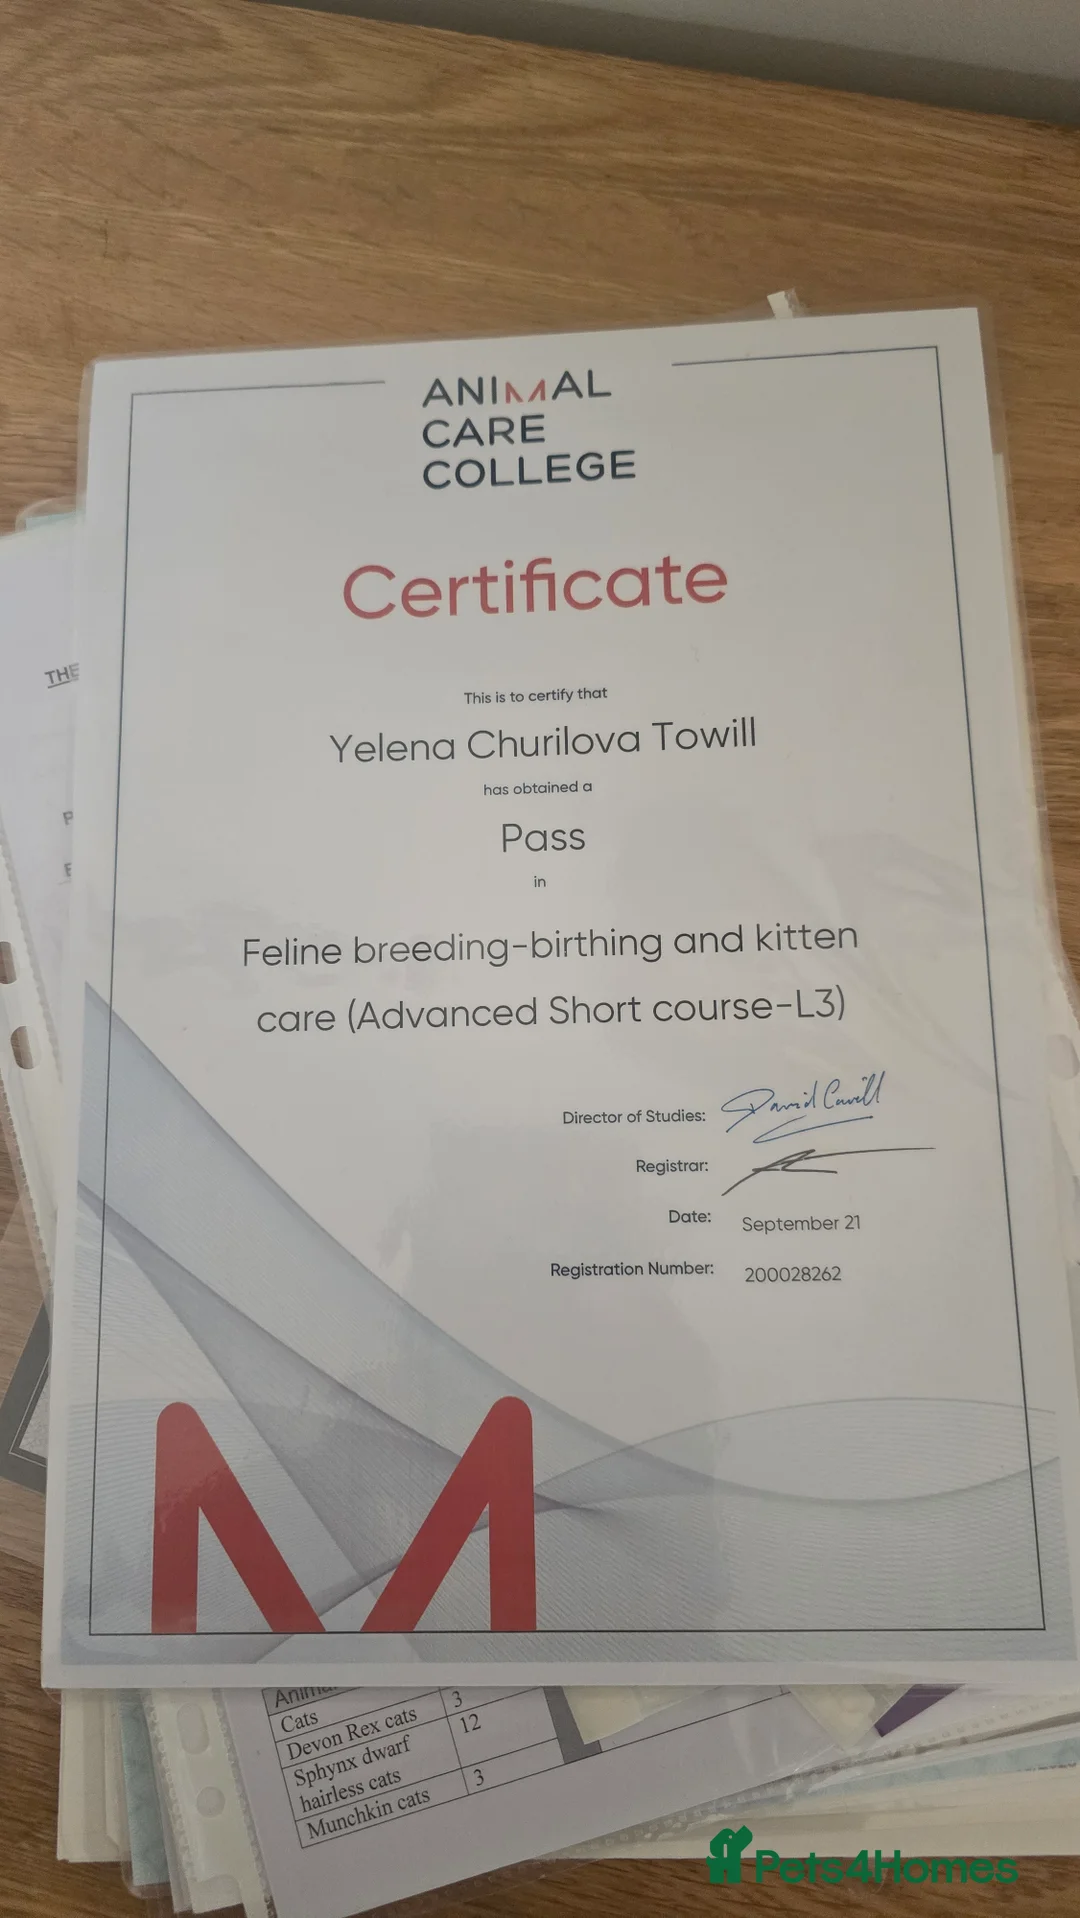 ANIMAL
CARE
COLLEGE
Certificate
This is to certify that
Yelena Churilova Towill
has obtained a
Pass
in
Feline breeding-birthing and kitten
care (Advanced Short course-L3)
Director of Studies: David Cavill
Registrar:
Date: September 21
Registration Number: 200028262
THE
Cats
Devon Rex cats 3
Sphynx dwarf 12
hairless cats
Munchkin cats 3
Pets4Homes